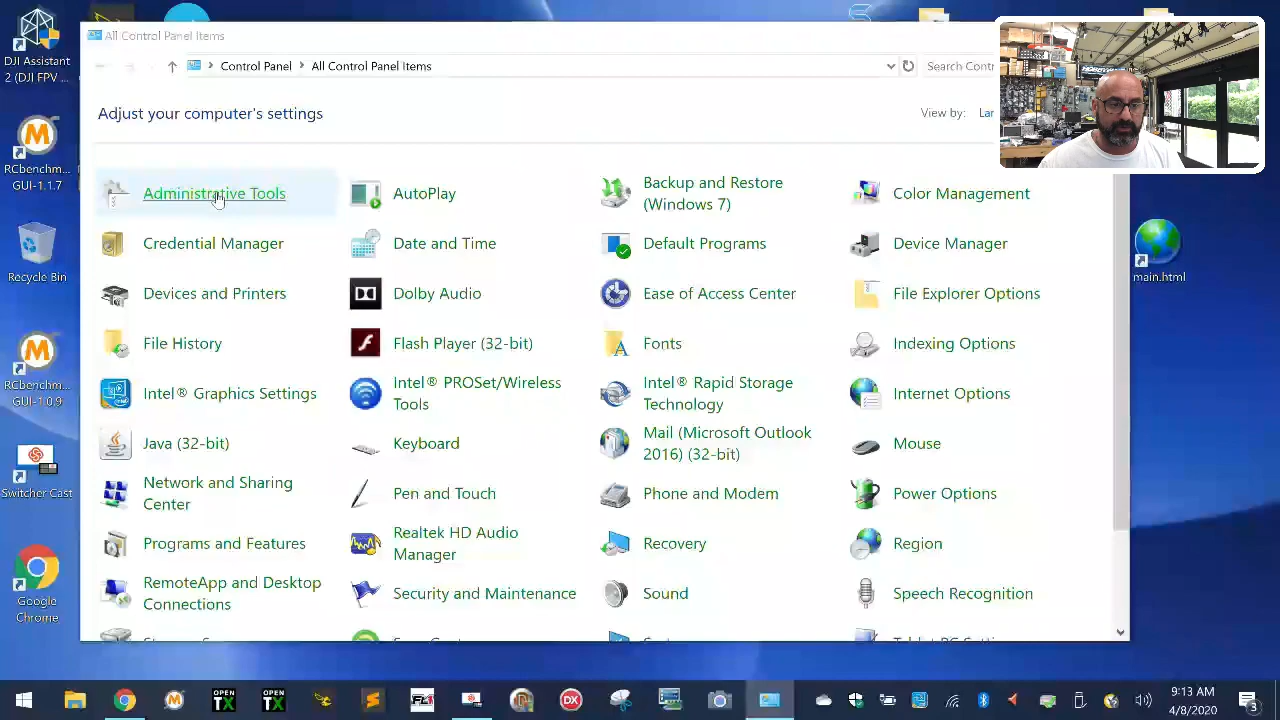 DJI Assistant
2 (DJI FPV ...
RCbenchm...
GUI-1.1.7
Recycle Bin
RCbenchm...
GUI-1.0.9
Switcher Cast
Google
Chrome
All Control Panel Items
Control Panel > All Control Panel Items
Search Contr
Adjust your computer's settings
View by:
Administrative Tools
AutoPlay
Backup and Restore
(Windows 7)
Color Management
Credential Manager
Date and Time
Default Programs
Device Manager
Devices and Printers
Dolby Audio
Ease of Access Center
File Explorer Options
File History
Flash Player (32-bit)
Fonts
Indexing Options
Intel® Graphics Settings
Intel® PROSet/Wireless
Tools
Intel® Rapid Storage
Technology
Internet Options
Java (32-bit)
Keyboard
Mail (Microsoft Outlook
2016) (32-bit)
Mouse
Network and Sharing
Center
Pen and Touch
Phone and Modem
Power Options
Programs and Features
Realtek HD Audio
Manager
Recovery
Region
RemoteApp and Desktop
Connections
Security and Maintenance
Sound
Speech Recognition
main.html
OPEN
TX
OPEN
TX
DX
9:13 AM
4/8/2020
3